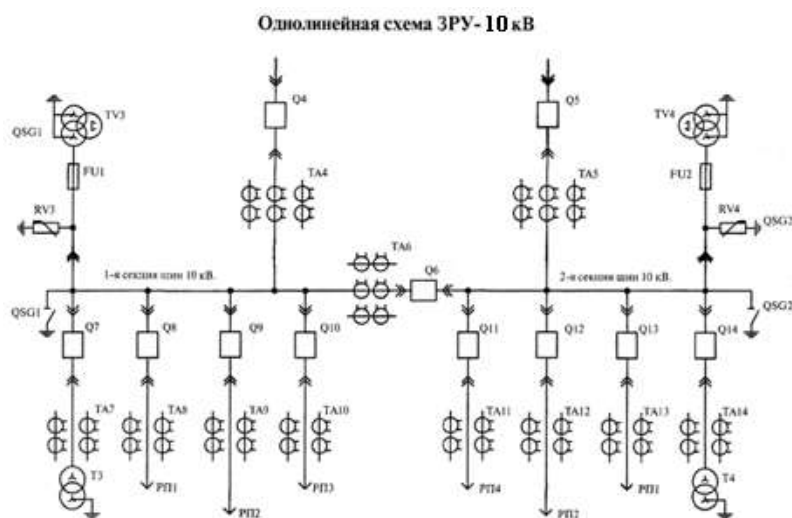 Однолинейная схема ЗРУ-10 кВ
Q4
Q5
TV3
TV4
QSG1
FU1
TA4
TA5
FU2
RV3
RV4
QSG3
TA6
1-я секция шин 10 кВ.
Q6
2-я секция шин 10 кВ.
QSG1
QSG2
Q7
Q8
Q9
Q10
Q11
Q12
Q13
Q14
TA7
TA8
TA9
TA10
TA11
TA12
TA13
TA14
T3
T4
РП1
РП2
РП3
РП4
РП2
РП1